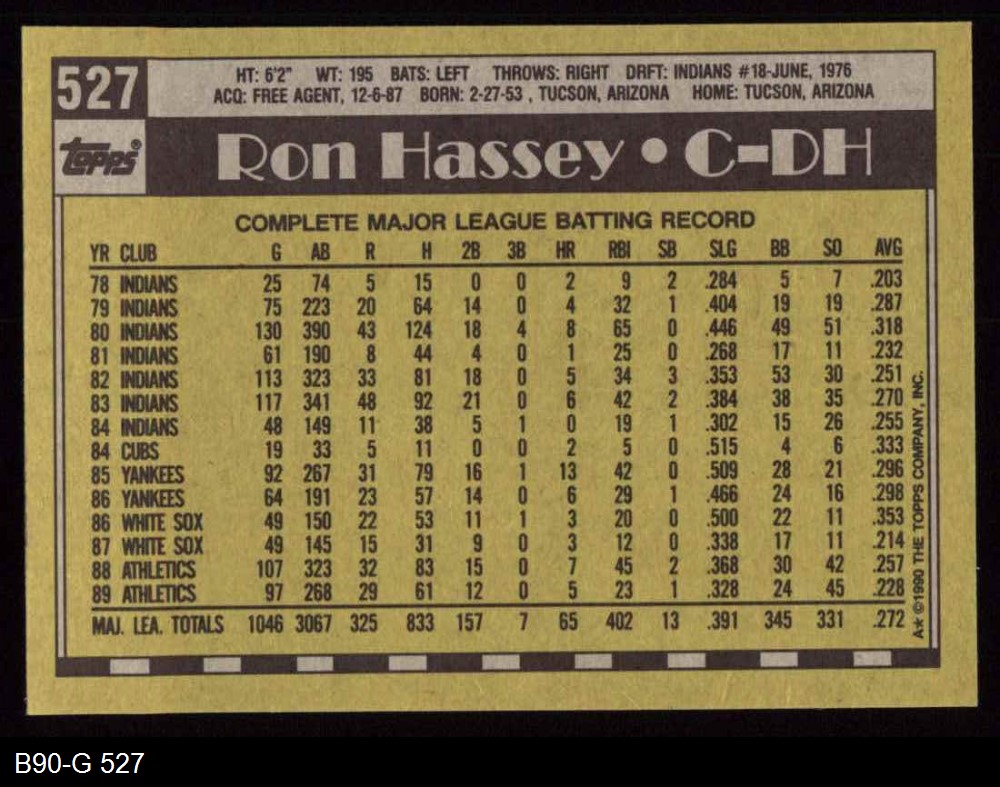 527
HT: 6'2" WT: 195 BATS: LEFT THROWS: RIGHT DRFT: INDIANS #18-JUNE, 1976
ACQ: FREE AGENT, 12-6-87 BORN: 2-27-53 , TUCSON, ARIZONA HOME: TUCSON, ARIZONA
topps®
Ron Hassey • C-DH
COMPLETE MAJOR LEAGUE BATTING RECORD
YR CLUB G AB R H 2B 3B HR RBI SB SLG BB SO AVG
78 INDIANS 25 74 5 15 0 0 2 9 2 .284 5 7 .203
79 INDIANS 75 223 20 64 14 0 4 32 1 .404 19 19 .287
80 INDIANS 130 390 43 124 18 4 8 65 0 .446 49 51 .318
81 INDIANS 61 190 8 44 4 0 1 25 0 .268 17 11 .232
82 INDIANS 113 323 33 81 18 0 5 34 3 .353 53 30 .251
83 INDIANS 117 341 48 92 21 0 6 42 2 .384 38 35 .270
84 INDIANS 48 149 11 38 5 1 0 19 1 .302 15 26 .255
84 CUBS 19 33 5 11 0 0 2 5 0 .515 4 6 .333
85 YANKEES 92 267 31 79 16 1 13 42 0 .509 28 21 .296
86 YANKEES 64 191 23 57 14 0 6 29 1 .466 24 16 .298
86 WHITE SOX 49 150 22 53 11 1 3 20 0 .500 22 11 .353
87 WHITE SOX 49 145 15 31 9 0 3 12 0 .338 17 11 .214
88 ATHLETICS 107 323 32 83 15 0 7 45 2 .368 30 42 .257
89 ATHLETICS 97 268 29 61 12 0 5 23 1 .328 24 45 .228
MAJ. LEA. TOTALS 1046 3067 325 833 157 7 65 402 13 .391 345 331 .272
A★ ©1990 THE TOPPS COMPANY, INC.
B90-G 527